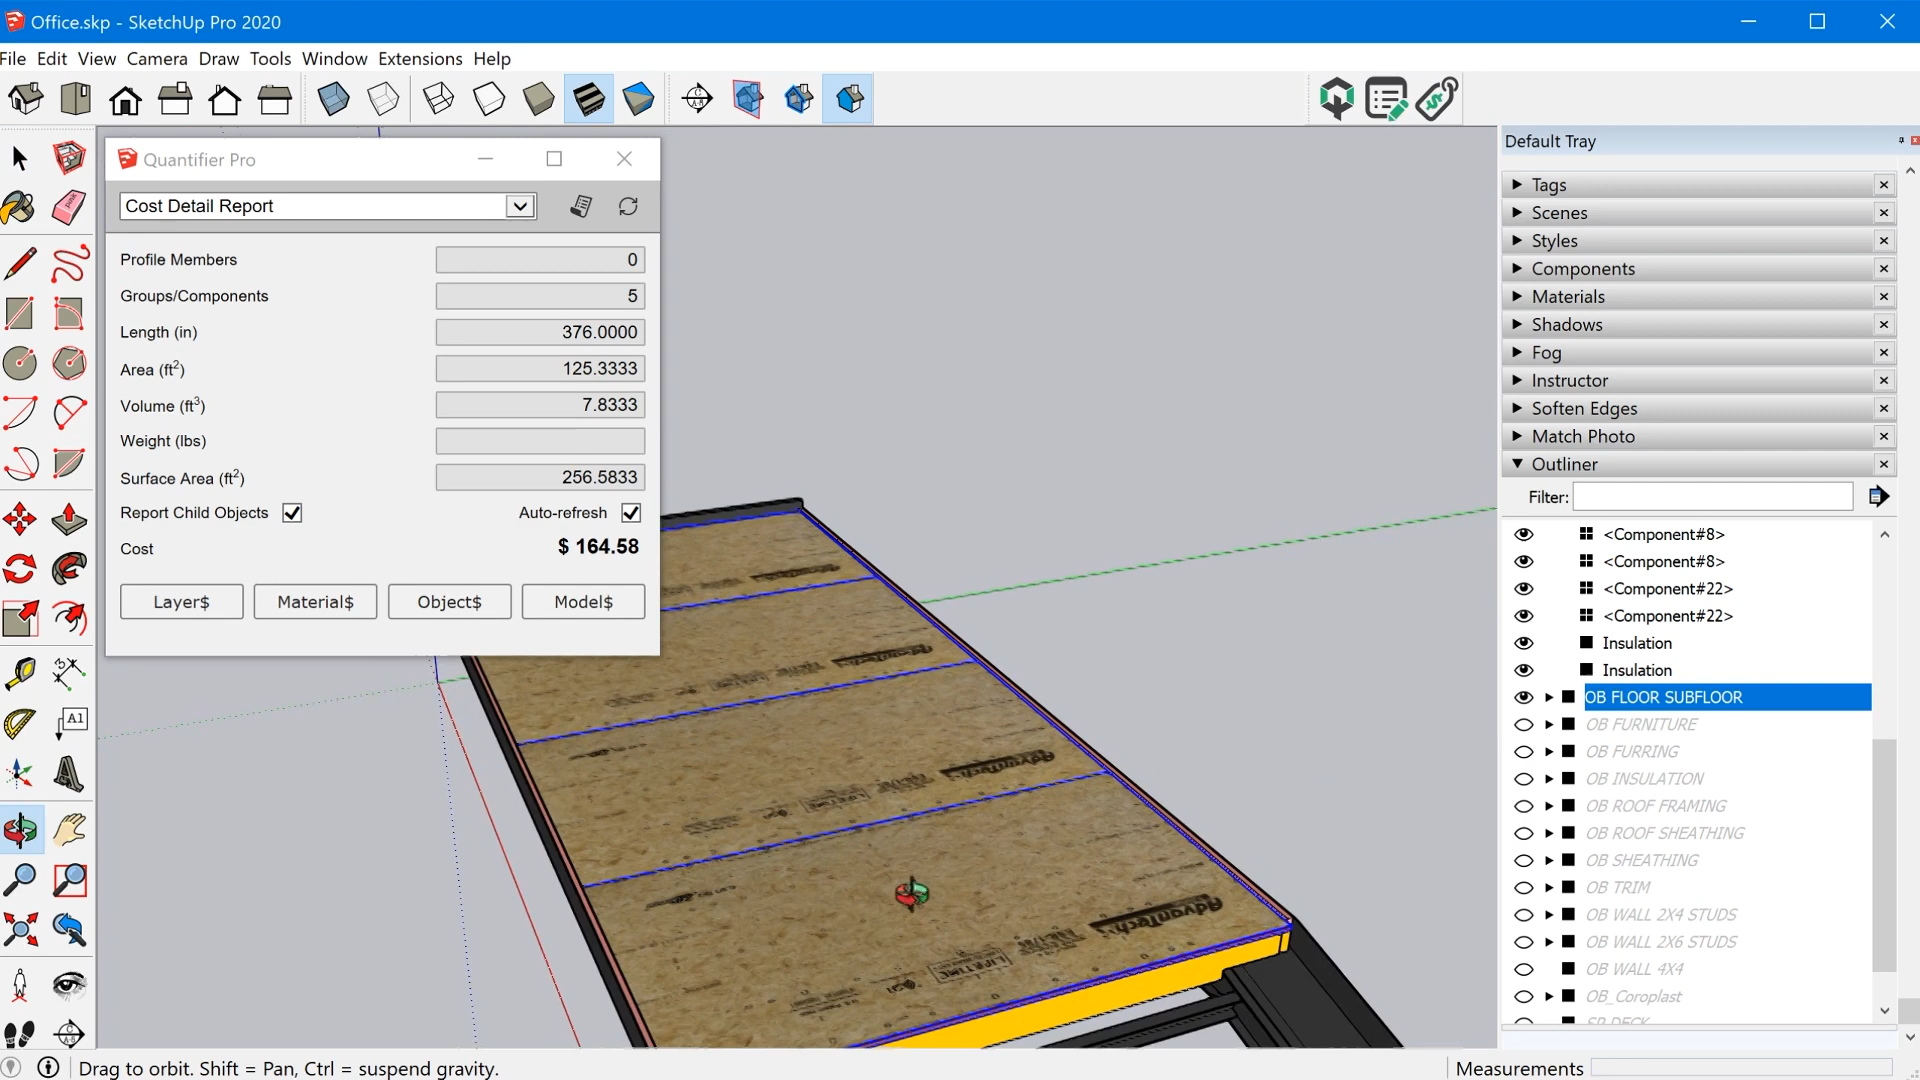 Office.skp - SketchUp Pro 2020
File Edit View Camera Draw Tools Window Extensions Help
Quantifier Pro
Cost Detail Report
Profile Members 0
Groups/Components 5
Length (in) 376.0000
Area (ft²) 125.3333
Volume (ft³) 7.8333
Weight (lbs)
Surface Area (ft²) 256.5833
Report Child Objects Auto-refresh
Cost $ 164.58
Layer$ Material$ Object$ Model$
A1
AdvanTech
AdvanTech
LIFETIME
Default Tray
Tags
Scenes
Styles
Components
Materials
Shadows
Fog
Instructor
Soften Edges
Match Photo
Outliner
Filter:
<Component#8>
<Component#8>
<Component#22>
<Component#22>
Insulation
Insulation
OB FLOOR SUBFLOOR
OB FURNITURE
OB FURRING
OB INSULATION
OB ROOF FRAMING
OB ROOF SHEATHING
OB SHEATHING
OB TRIM
OB WALL 2X4 STUDS
OB WALL 2X6 STUDS
OB WALL 4X4
OB_Coroplast
SP DECK
Drag to orbit. Shift = Pan, Ctrl = suspend gravity.
Measurements